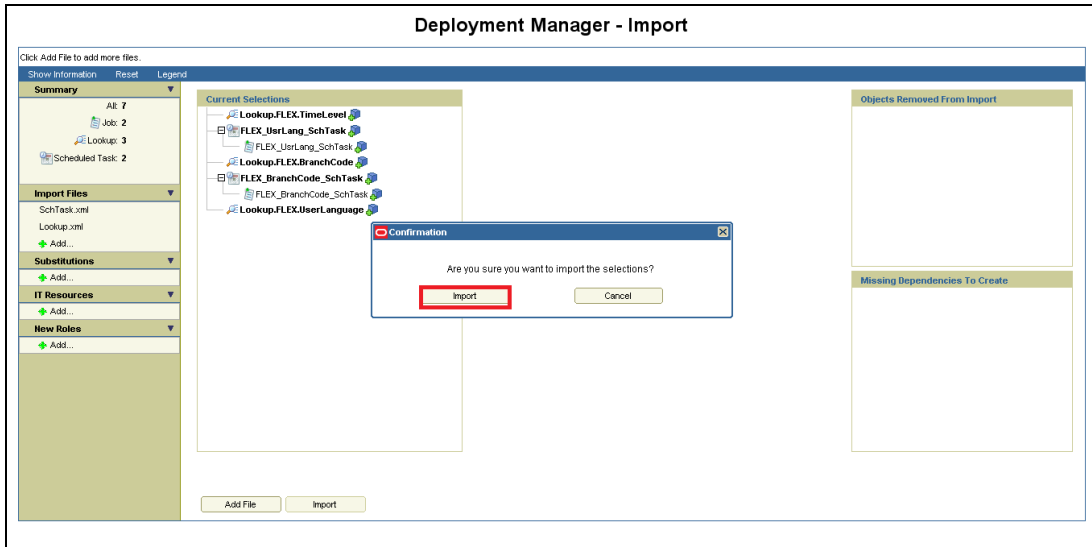 Deployment Manager - Import
Click Add File to add more files.
Show Information Reset Legend
Summary
All: 7
Job: 2
Lookup: 3
Scheduled Task: 2
Import Files
SchTask.xml
Lookup.xml
Add...
Substitutions
Add...
IT Resources
Add...
New Roles
Add...
Current Selections
Lookup.FLEX.TimeLevel
FLEX_UsrLang_SchTask
FLEX_UsrLang_SchTask
Lookup.FLEX.BranchCode
FLEX_BranchCode_SchTask
FLEX_BranchCode_SchTask
Lookup.FLEX.UserLanguage
Confirmation
Are you sure you want to import the selections?
Import Cancel
Objects Removed From Import
Missing Dependencies To Create
Add File Import